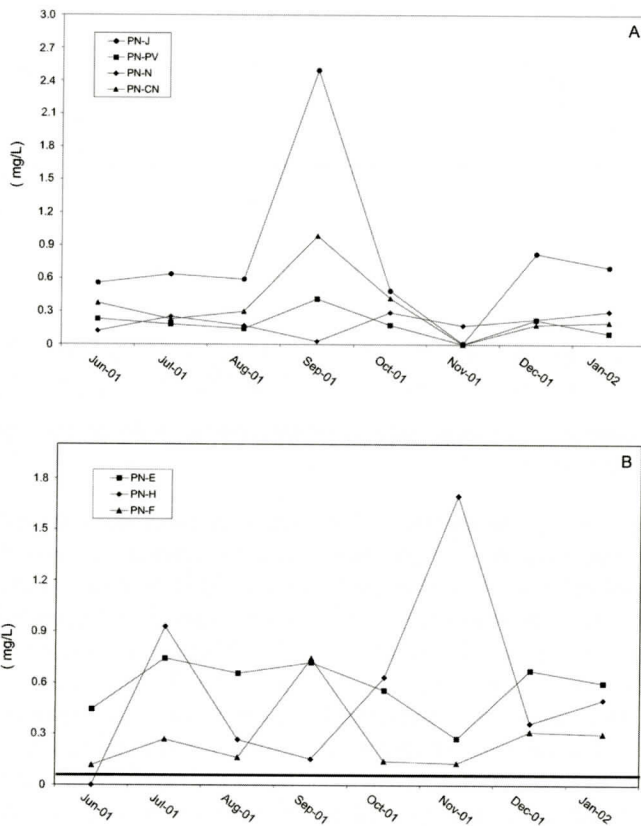 A
3.0
2.7
2.4
2.1
1.8
1.5
1.2
0.9
0.6
0.3
0
( mg/L)
PN-J
PN-PV
PN-N
PN-CN
Jun-01
Jul-01
Aug-01
Sep-01
Oct-01
Nov-01
Dec-01
Jan-02
B
1.8
1.5
1.2
0.9
0.6
0.3
0
( mg/L)
PN-E
PN-H
PN-F
Jun-01
Jul-01
Aug-01
Sep-01
Oct-01
Nov-01
Dec-01
Jan-02